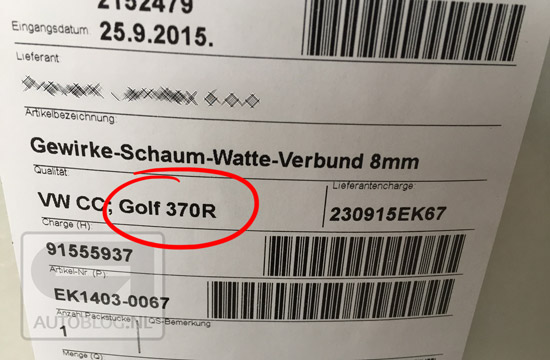 2152479
Eingangsdatum 25.9.2015.
Lieferant
Artikelbezeichnung:
Gewirke-Schaum-Watte-Verbund 8mm
Qualität
Lieferantencharge
VW CC; Golf 370R
230915EK67
Charge (H)
91555937
Artikel-Nr. (P)
EK1403-0067
Anzahl Packstücke
QS-Bemerkung
1
Menge (Q)
AUTOBLOG.NL